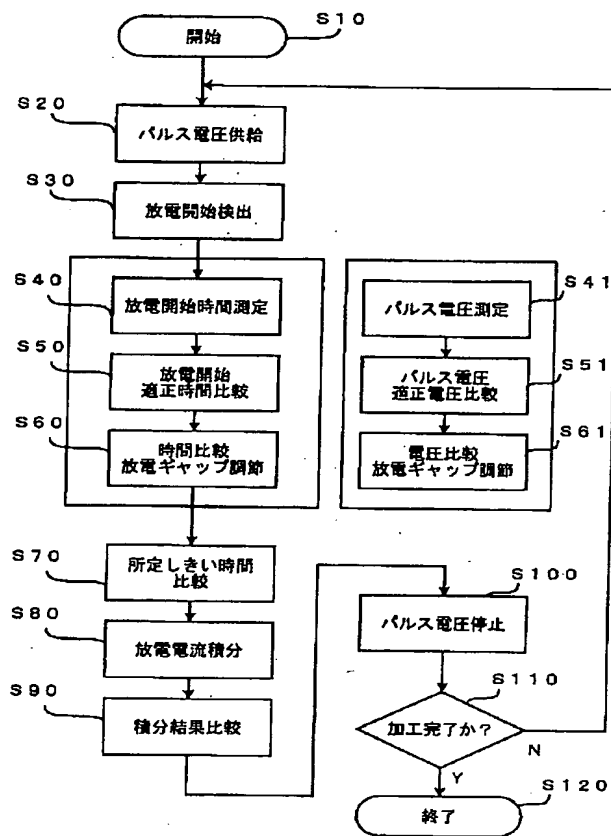 S10
開始
S20
パルス電圧供給
S30
放電開始検出
S40
放電開始時間測定
S50
放電開始
適正時間比較
S60
時間比較
放電ギャップ調節
S41
パルス電圧測定
S51
パルス電圧
適正電圧比較
S61
電圧比較
放電ギャップ調節
S70
所定しきい時間
比較
S80
放電電流積分
S90
積分結果比較
S100
パルス電圧停止
S110
加工完了か?
N
Y
S120
終了